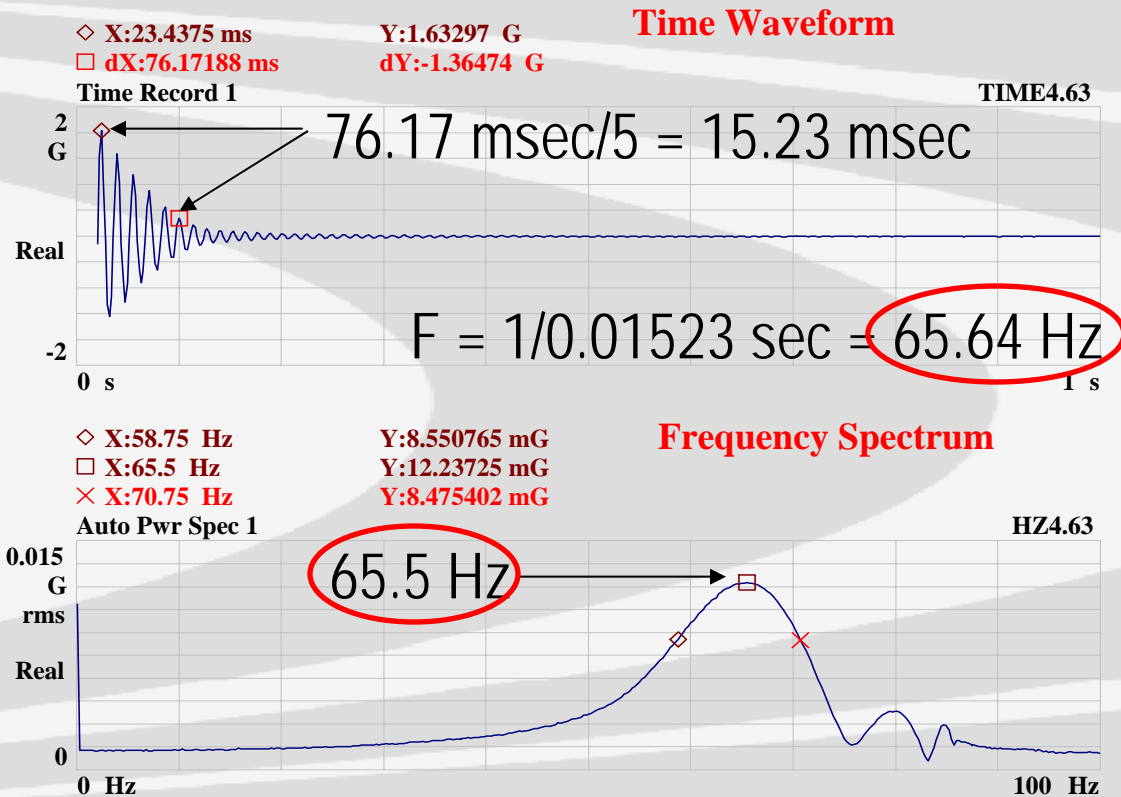 Time Waveform
◇ X:23.4375 ms Y:1.63297 G
□ dX:76.17188 ms dY:-1.36474 G
Time Record 1 TIME4.63
2
G
76.17 msec/5 = 15.23 msec
Real
F = 1/0.01523 sec = 65.64 Hz
-2
0 s 1 s
Frequency Spectrum
◇ X:58.75 Hz Y:8.550765 mG
□ X:65.5 Hz Y:12.23725 mG
× X:70.75 Hz Y:8.475402 mG
Auto Pwr Spec 1 HZ4.63
0.015
G
65.5 Hz
rms
Real
0
0 Hz 100 Hz